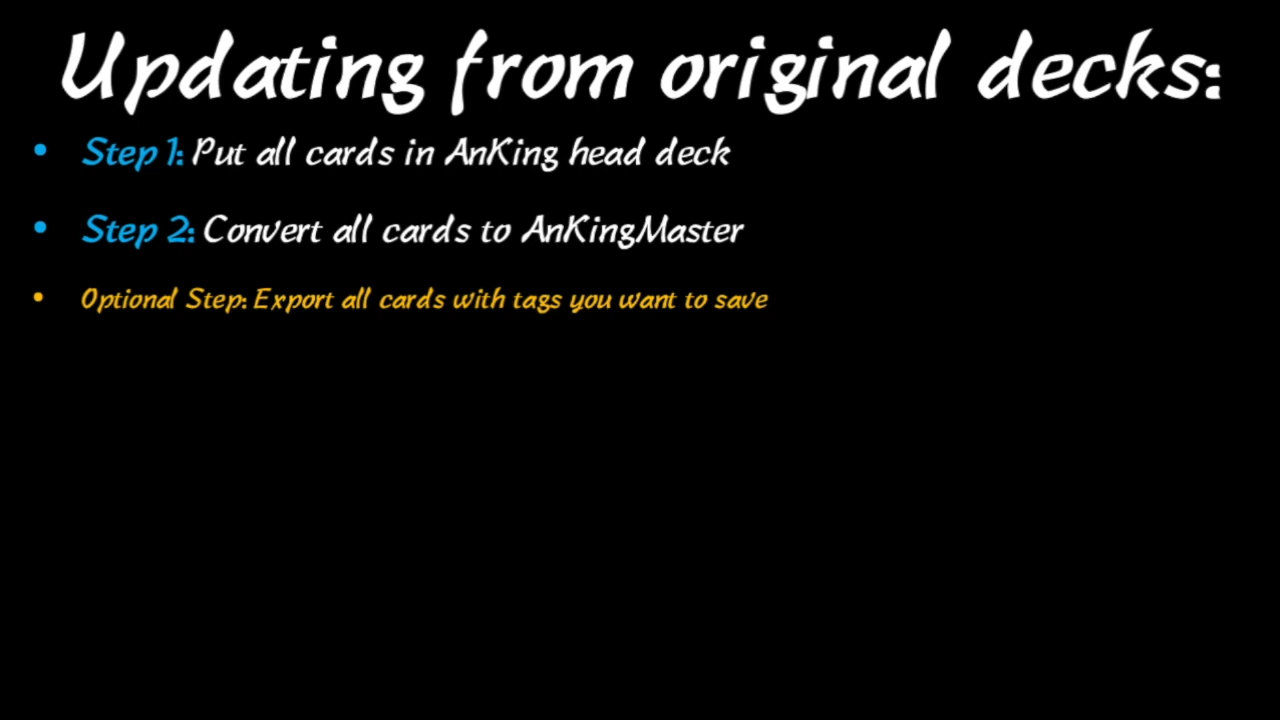 Updating from original decks:
• Step 1: Put all cards in AnKing head deck
• Step 2: Convert all cards to AnKingMaster
• Optional Step: Export all cards with tags you want to save